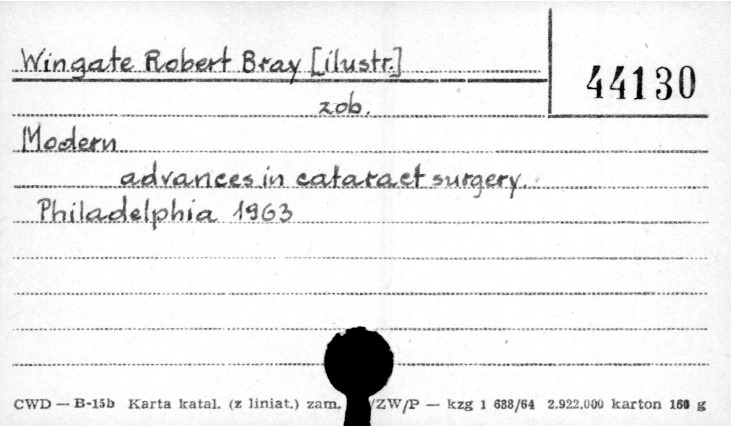 Wingate Robert Bray [ilustr.]
44130
zob.
Modern
advances in cataract surgery.
Philadelphia 1963
CWD — B-15b Karta katal. (z liniat.) zam. /ZW/P — kzg 1 688/64 2.922.000 karton 160 g